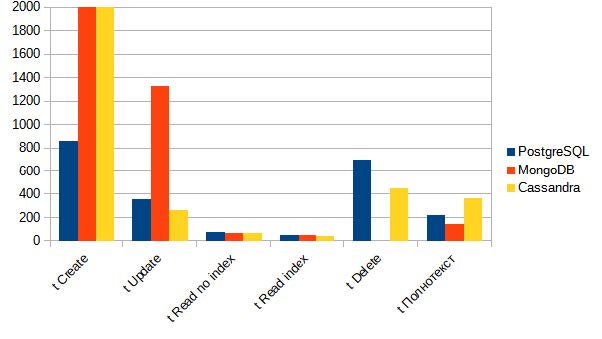 2000
1800
1600
1400
1200
1000
800
600
400
200
0
t Create
t Update
t Read no index
t Read index
t Delete
t Полнотекст
PostgreSQL
MongoDB
Cassandra